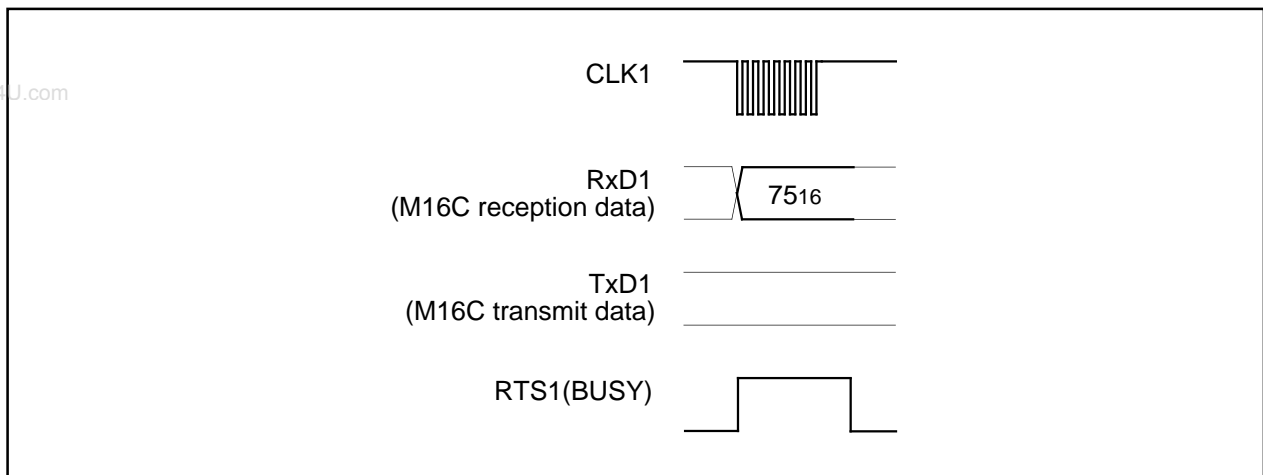 CLK1
4U.com
RxD1
(M16C reception data)
7516
TxD1
(M16C transmit data)
RTS1(BUSY)